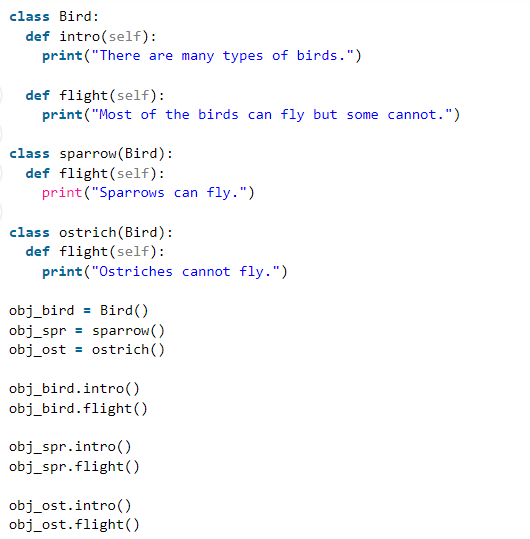 class Bird:
  def intro(self):
    print("There are many types of birds.")

  def flight(self):
    print("Most of the birds can fly but some cannot.")

class sparrow(Bird):
  def flight(self):
    print("Sparrows can fly.")

class ostrich(Bird):
  def flight(self):
    print("Ostriches cannot fly.")

obj_bird = Bird()
obj_spr = sparrow()
obj_ost = ostrich()

obj_bird.intro()
obj_bird.flight()

obj_spr.intro()
obj_spr.flight()

obj_ost.intro()
obj_ost.flight()